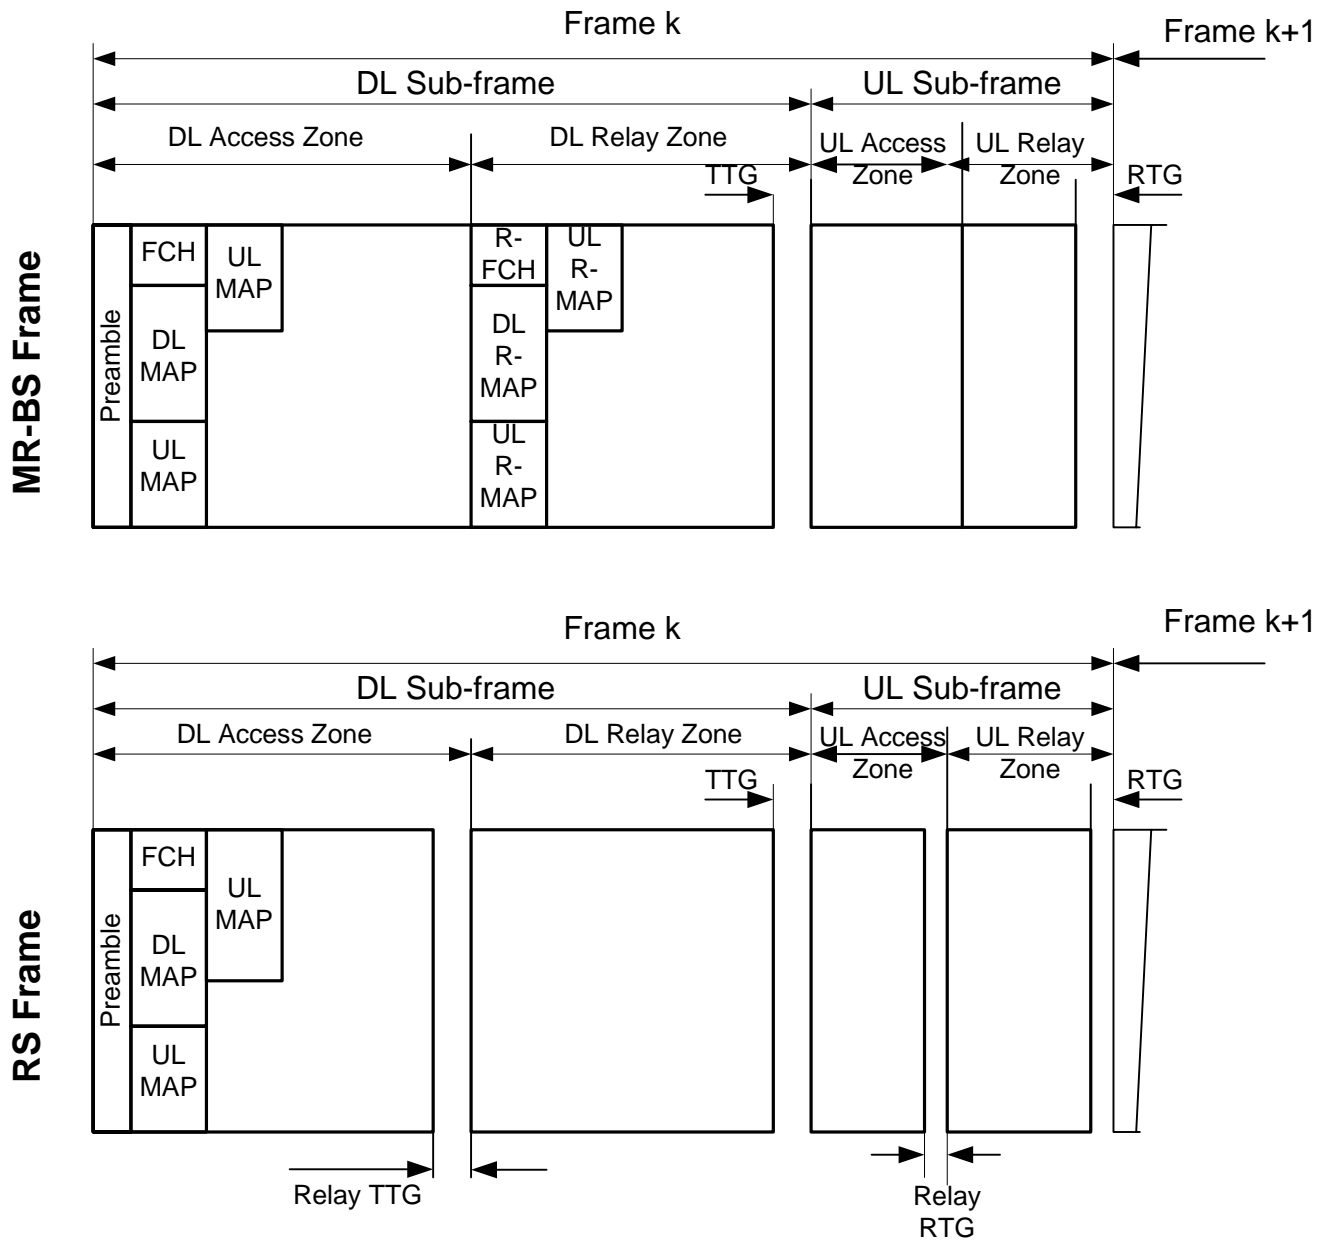 Frame k
Frame k+1
DL Sub-frame
UL Sub-frame
DL Access Zone
DL Relay Zone
UL Access
Zone
UL Relay
Zone
TTG
RTG
MR-BS Frame
Preamble
FCH
DL
MAP
UL
MAP
UL
MAP
R-
FCH
DL
R-
MAP
UL
R-
MAP
UL
R-
MAP
Frame k
Frame k+1
DL Sub-frame
UL Sub-frame
DL Access Zone
DL Relay Zone
UL Access
Zone
UL Relay
Zone
TTG
RTG
RS Frame
Preamble
FCH
DL
MAP
UL
MAP
UL
MAP
Relay TTG
Relay
RTG